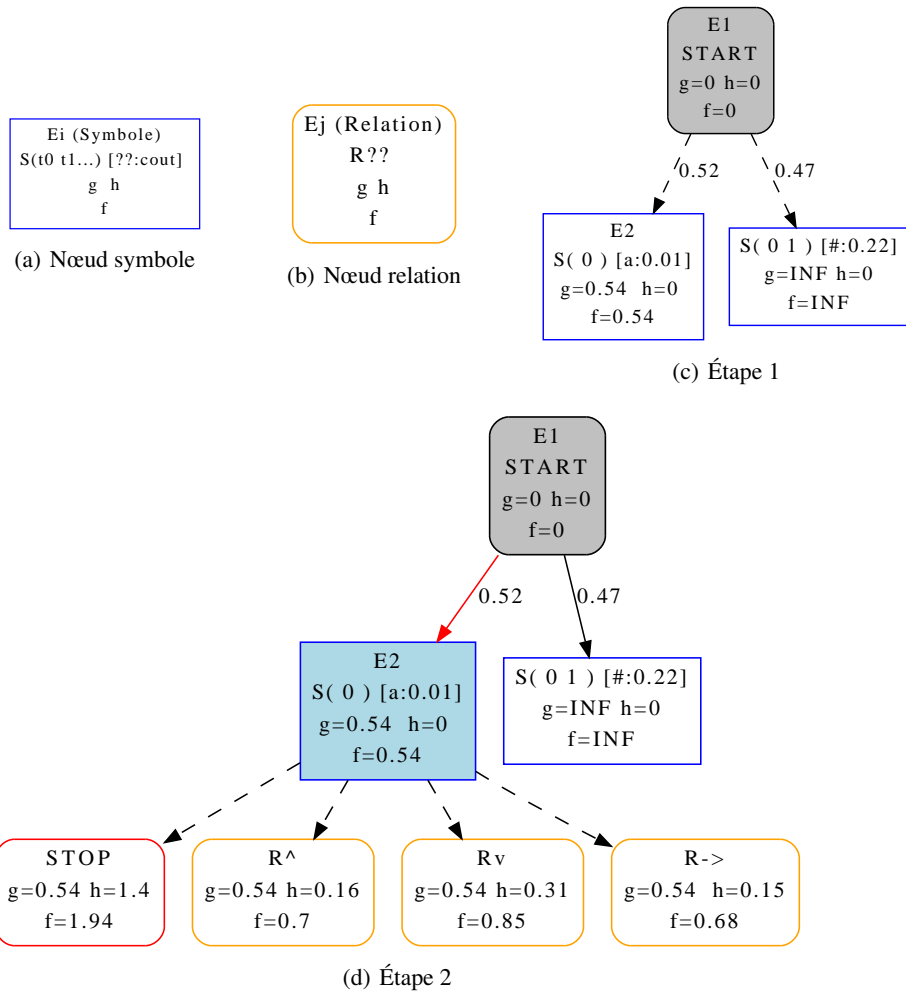 Ei (Symbole)
S(t0 t1...) [??:cout]
g h
f
(a) Nœud symbole
Ej (Relation)
R??
g h
f
(b) Nœud relation
E1
START
g=0 h=0
f=0
0.52
0.47
E2
S( 0 ) [a:0.01]
g=0.54 h=0
f=0.54
S( 0 1 ) [#:0.22]
g=INF h=0
f=INF
(c) Étape 1
E1
START
g=0 h=0
f=0
0.52
0.47
E2
S( 0 ) [a:0.01]
g=0.54 h=0
f=0.54
S( 0 1 ) [#:0.22]
g=INF h=0
f=INF
STOP
g=0.54 h=1.4
f=1.94
R^
g=0.54 h=0.16
f=0.7
Rv
g=0.54 h=0.31
f=0.85
R->
g=0.54 h=0.15
f=0.68
(d) Étape 2